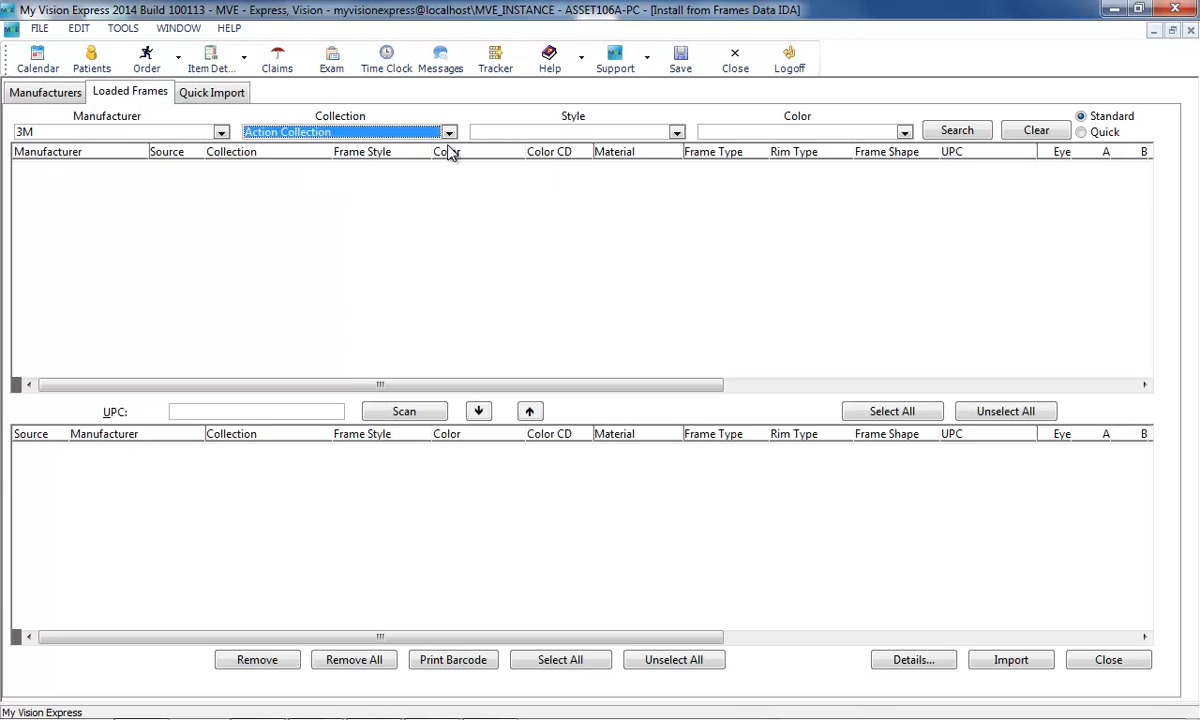 My Vision Express 2014 Build 100113 - MVE - Express, Vision - myvisionexpress@localhost\MVE_INSTANCE - ASSET106A-PC - [Install from Frames Data IDA]
FILE EDIT TOOLS WINDOW HELP
Calendar Patients Order Item Det... Claims Exam Time Clock Messages Tracker Help Support Save Close Logoff
Manufacturers Loaded Frames Quick Import
Manufacturer Collection Style Color Standard
3M Action Collection Search Clear Quick
Manufacturer Source Collection Frame Style Color Color CD Material Frame Type Rim Type Frame Shape UPC Eye A B
UPC: Scan Select All Unselect All
Source Manufacturer Collection Frame Style Color Color CD Material Frame Type Rim Type Frame Shape UPC Eye A B
Remove Remove All Print Barcode Select All Unselect All Details... Import Close
My Vision Express